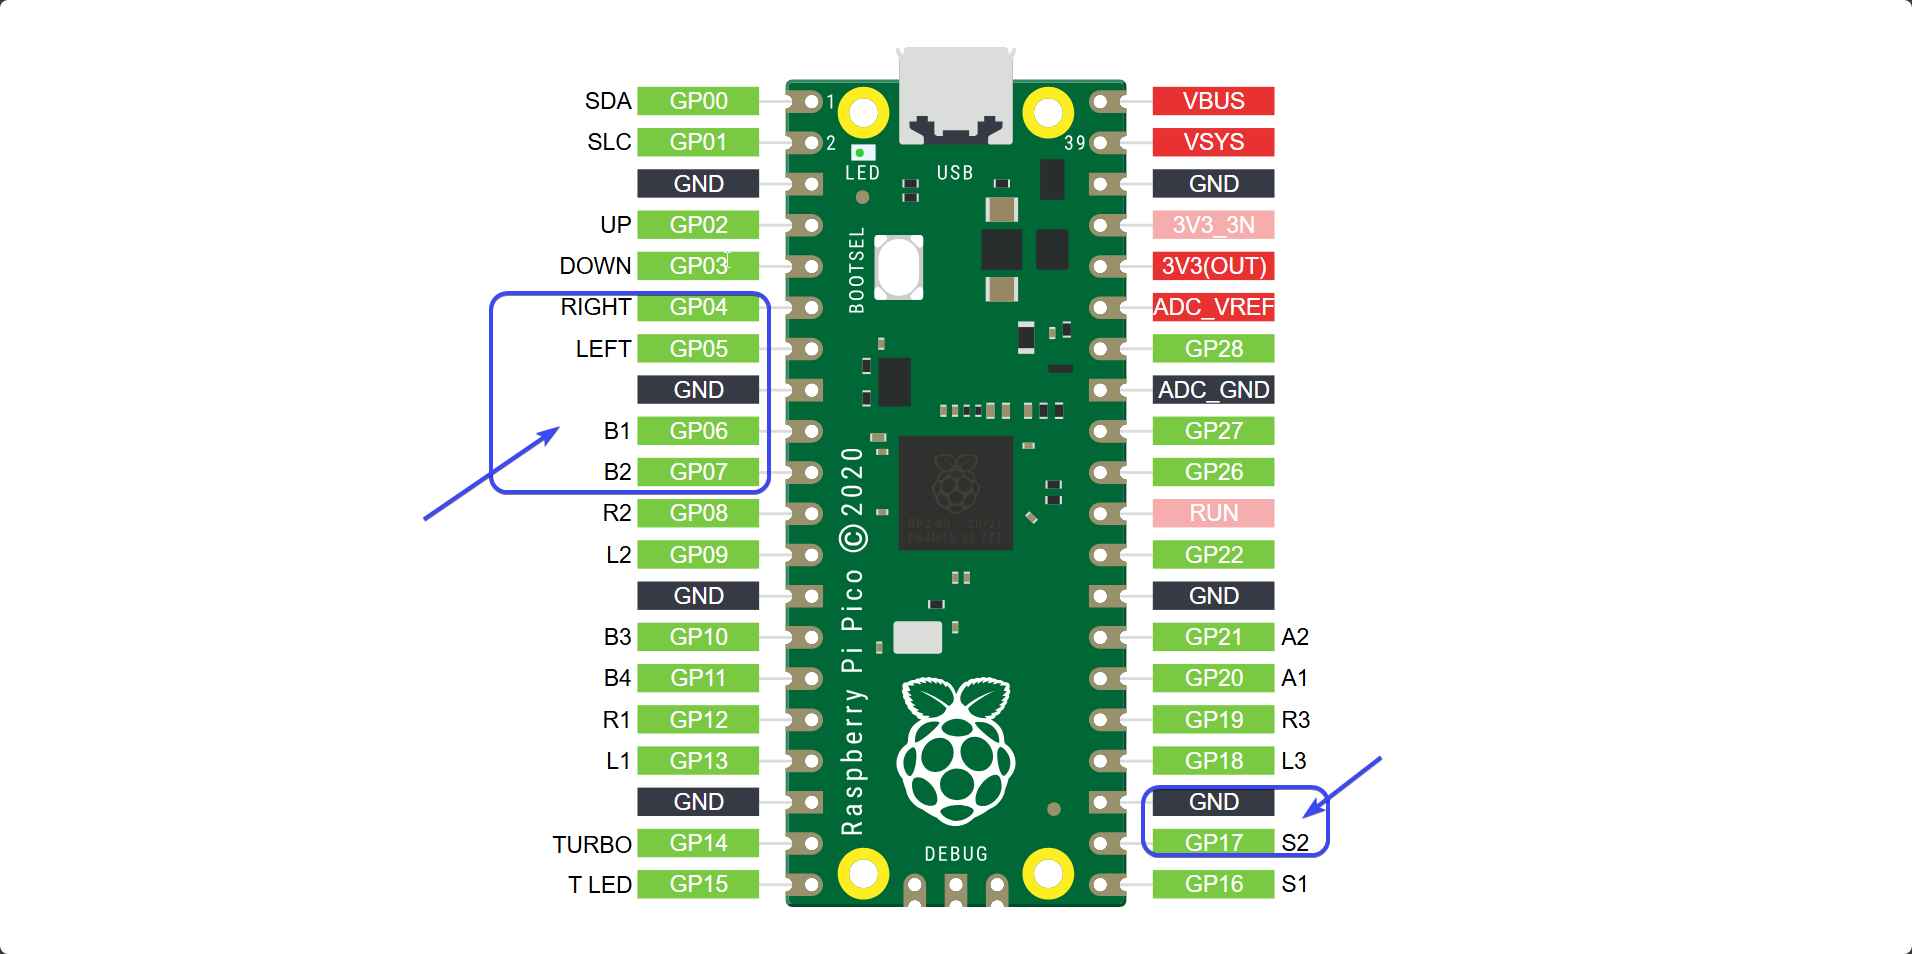 SDA GP00 1 VBUS
SLC GP01 2 39 VSYS
LED USB
GND GND
UP GP02 3V3_3N
DOWN GP03 3V3(OUT)
BOOTSEL
RIGHT GP04 ADC_VREF
LEFT GP05 GP28
GND ADC_GND
B1 GP06 GP27
B2 GP07 GP26
R2 GP08 RUN
L2 GP09 GP22
GND GND
Raspberry Pi Pico ©2020
B3 GP10 GP21 A2
B4 GP11 GP20 A1
R1 GP12 GP19 R3
L1 GP13 GP18 L3
GND GND
TURBO GP14 DEBUG GP17 S2
T LED GP15 GP16 S1